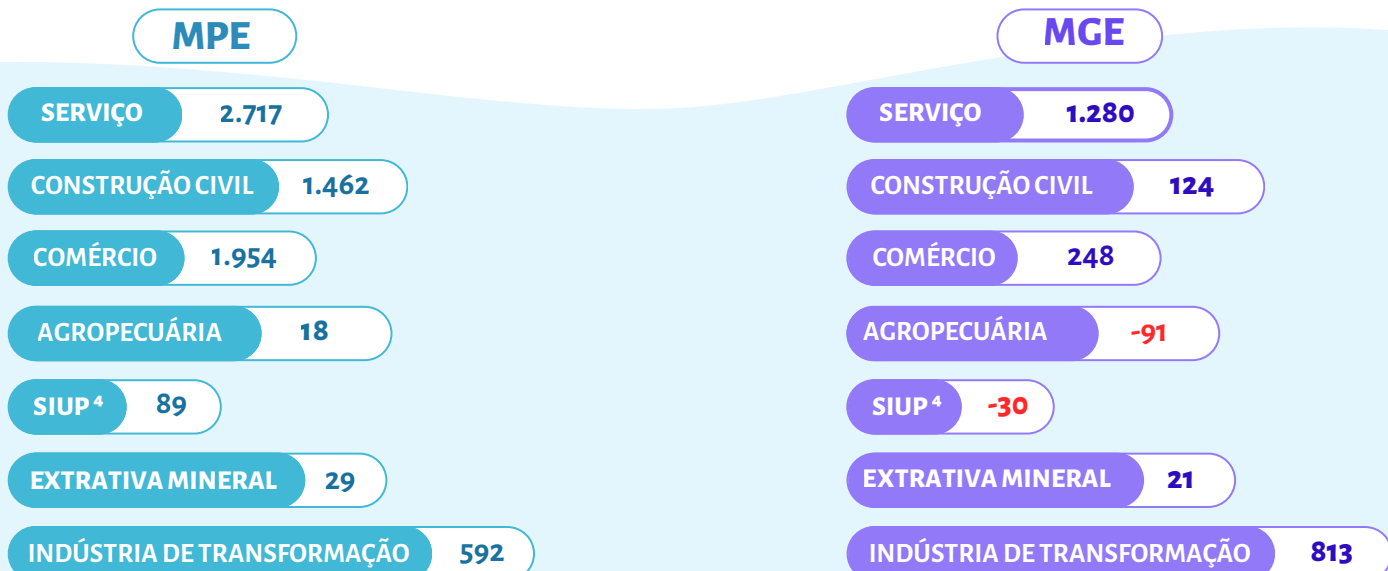 MPE
SERVIÇO 2.717
CONSTRUÇÃO CIVIL 1.462
COMÉRCIO 1.954
AGROPECUÁRIA 18
SIUP ⁴ 89
EXTRATIVA MINERAL 29
INDÚSTRIA DE TRANSFORMAÇÃO 592
MGE
SERVIÇO 1.280
CONSTRUÇÃO CIVIL 124
COMÉRCIO 248
AGROPECUÁRIA -91
SIUP ⁴ -30
EXTRATIVA MINERAL 21
INDÚSTRIA DE TRANSFORMAÇÃO 813